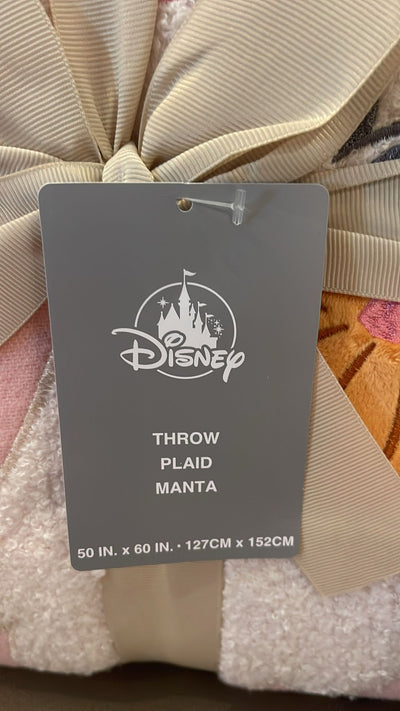 DISNEY
THROW
PLAID
MANTA
50 IN. x 60 IN. • 127CM x 152CM